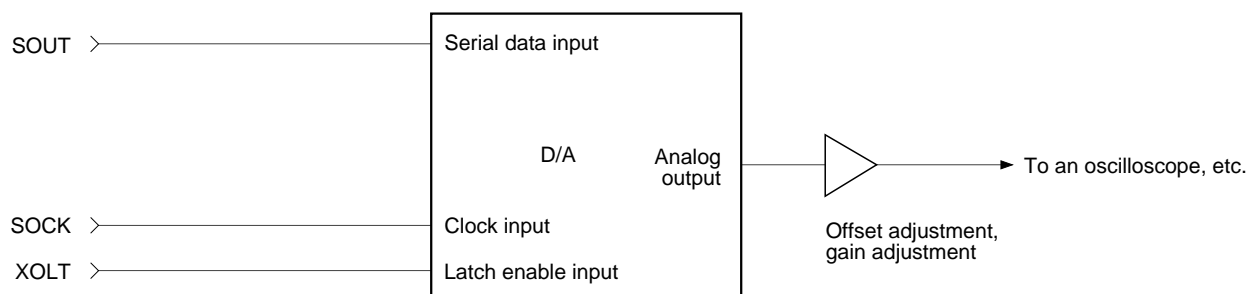 SOUT
Serial data input
D/A
Analog
output
To an oscilloscope, etc.
SOCK
Clock input
Offset adjustment,
gain adjustment
XOLT
Latch enable input